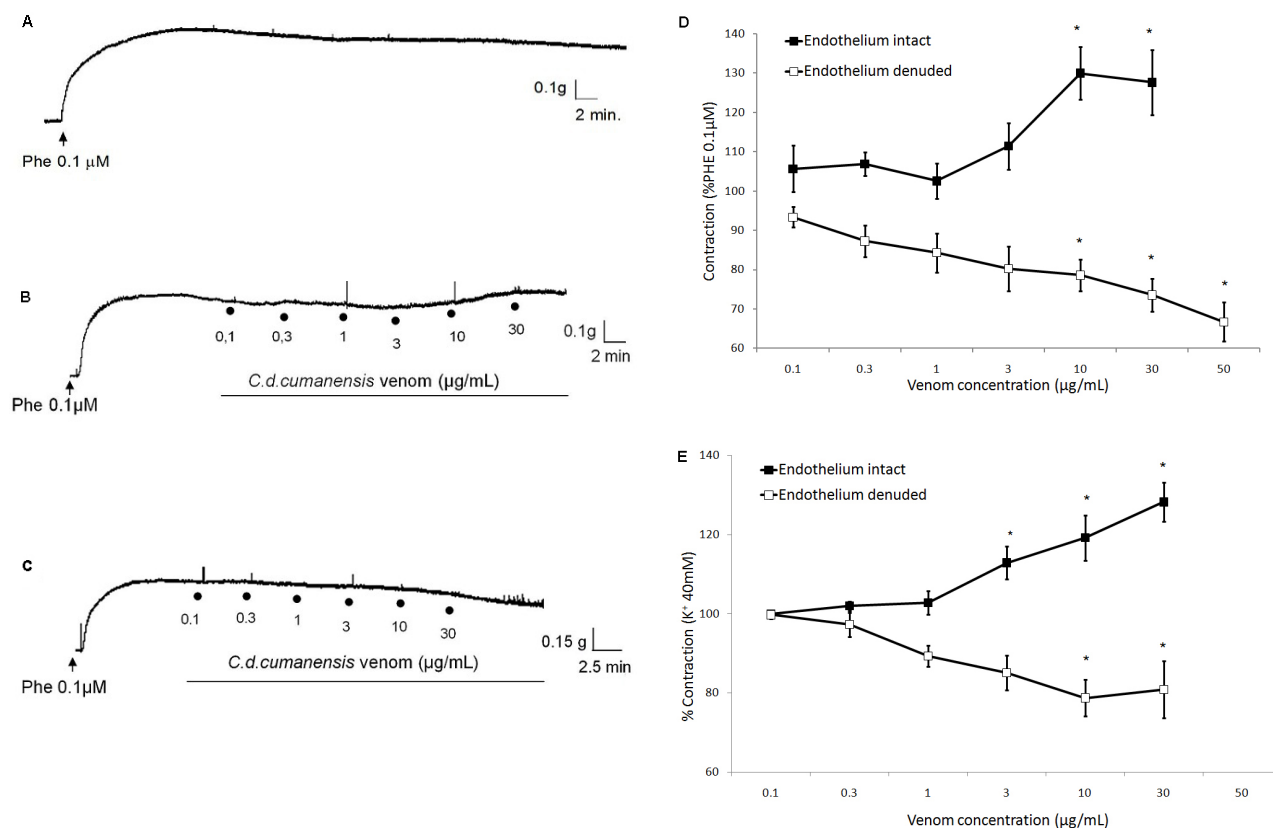 A
0.1g
2 min.
Phe 0.1 µM
B
0,1
0,3
1
3
10
30
0.1g
2 min
C.d.cumanensis venom (µg/mL)
Phe 0.1µM
C
0.1
0.3
1
3
10
30
0.15 g
2.5 min
C.d.cumanensis venom (µg/mL)
Phe 0.1µM
D
Endothelium intact
Endothelium denuded
Contraction (%PHE 0.1µM)
140
130
120
110
100
90
80
70
60
* *
* * *
0.1 0.3 1 3 10 30 50
Venom concentration (µg/mL)
E
Endothelium intact
Endothelium denuded
% Contraction (K⁺ 40mM)
140
120
100
80
60
* * *
* *
0.1 0.3 1 3 10 30 50
Venom concentration (µg/mL)